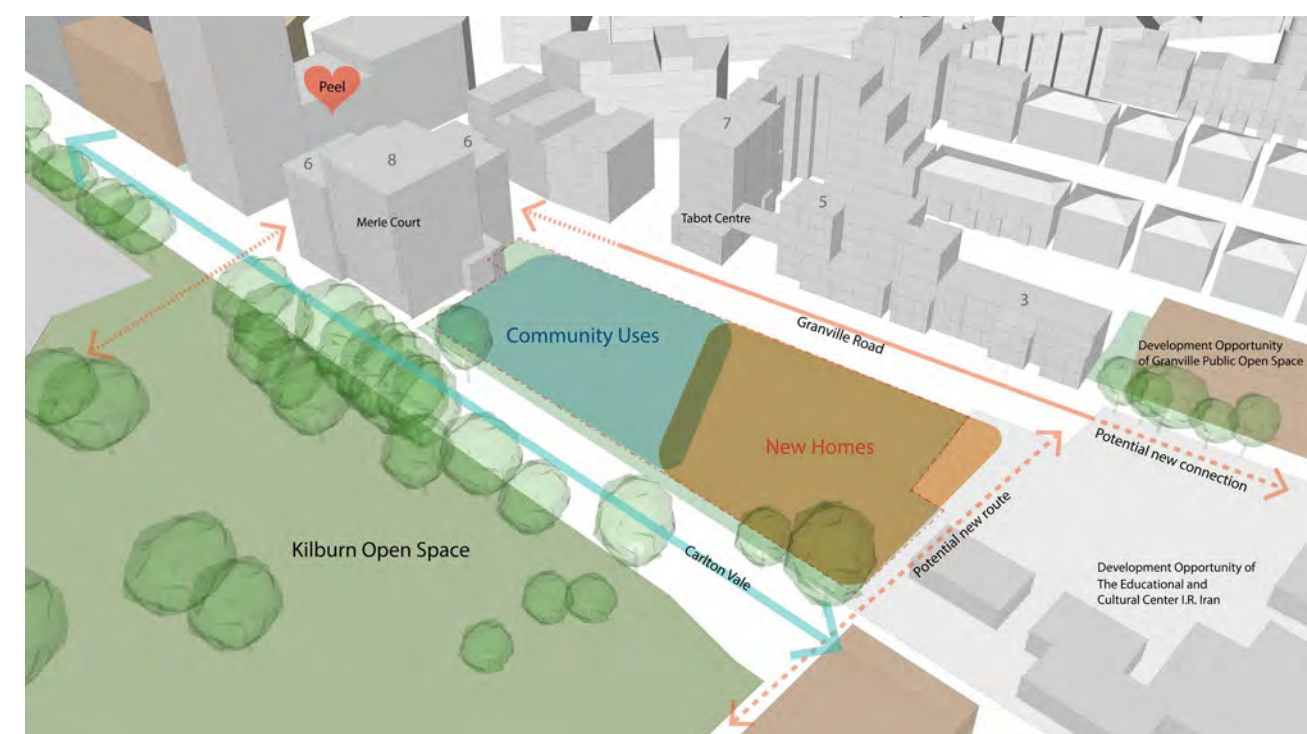 Peel
6
8
6
7
Merle Court
Tabot Centre
5
3
Community Uses
Granville Road
Development Opportunity
of Granville Public Open Space
New Homes
Potential new connection
Potential new route
Kilburn Open Space
Carlton Vale
Development Opportunity of
The Educational and
Cultural Center I.R. Iran